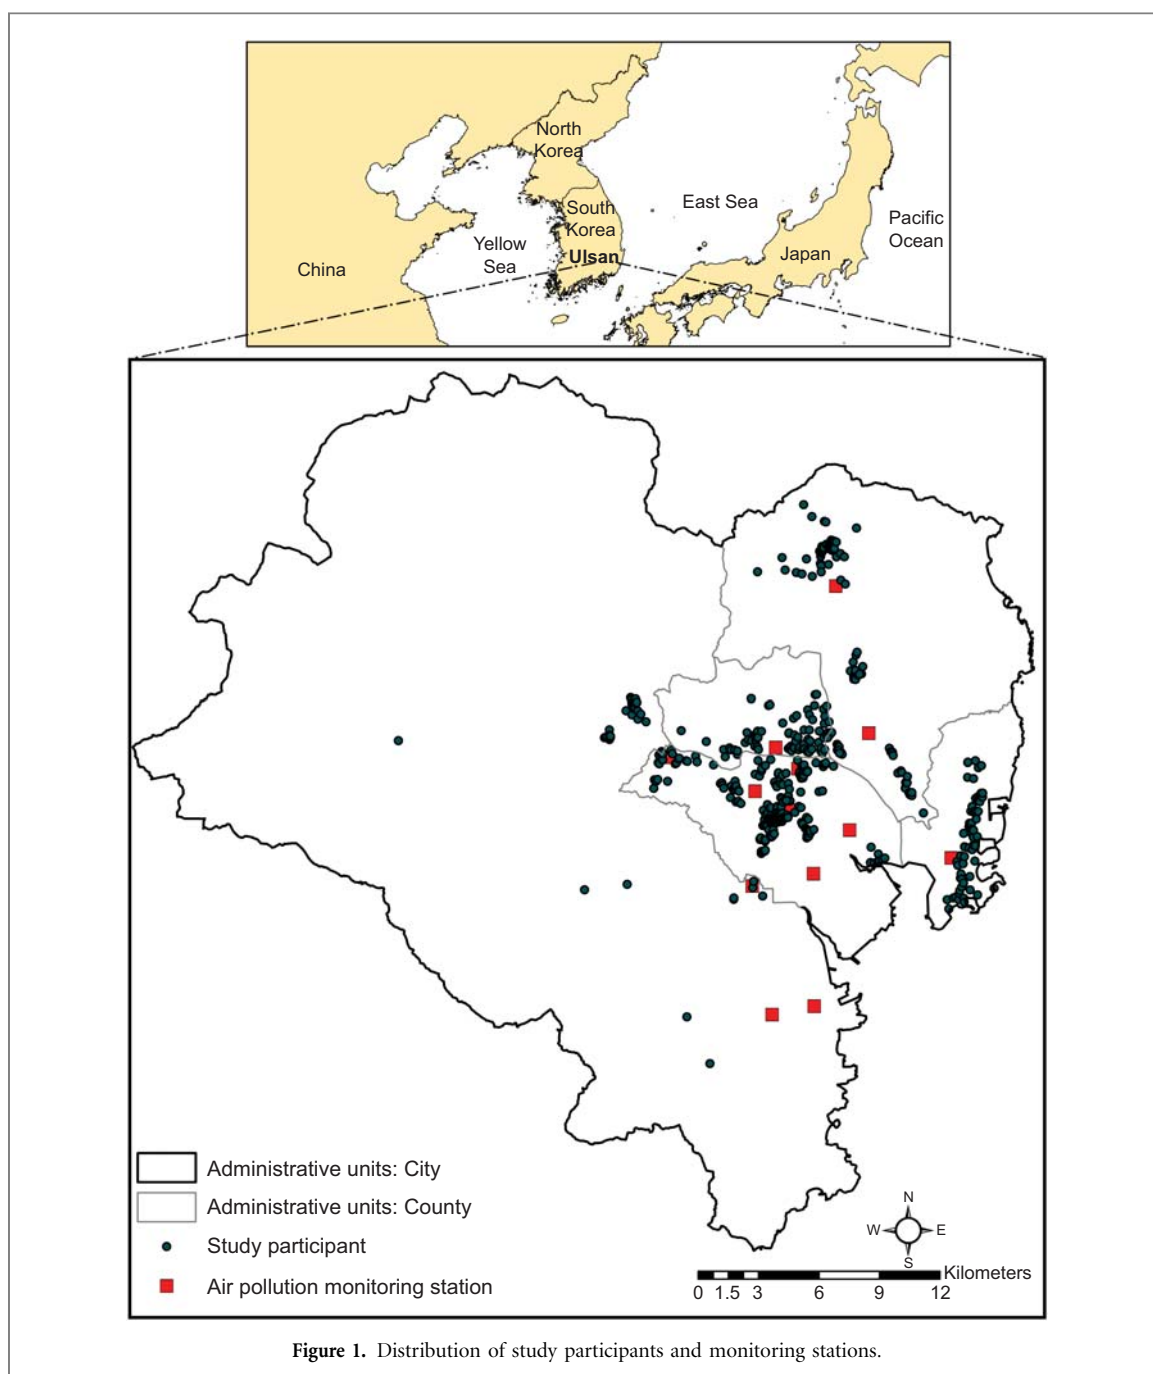 North
Korea
South
Korea
East Sea
Pacific
Ocean
Yellow
Sea
Ulsan
Japan
China
Administrative units: City
Administrative units: County
Study participant
Air pollution monitoring station
N
W E
S
Kilometers
0 1.5 3 6 9 12
Figure 1. Distribution of study participants and monitoring stations.